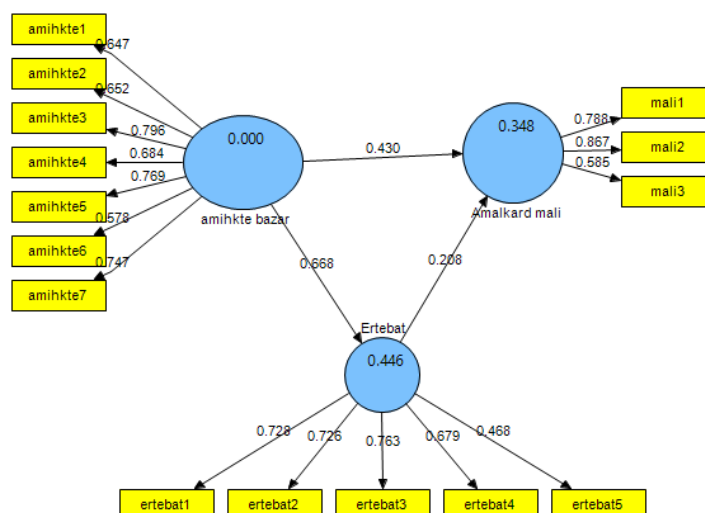 amihkte1
0.647
amihkte2
0.652
amihkte3
0.796
amihkte4
0.684
amihkte5
0.769
amihkte6
0.578
amihkte7
0.747
0.000
amihkte bazar
0.430
0.348
Amalkard mali
0.788
mali1
0.867
mali2
0.585
mali3
0.668
0.208
Ertebat
0.446
0.728
0.726
0.763
0.679
0.468
ertebat1
ertebat2
ertebat3
ertebat4
ertebat5